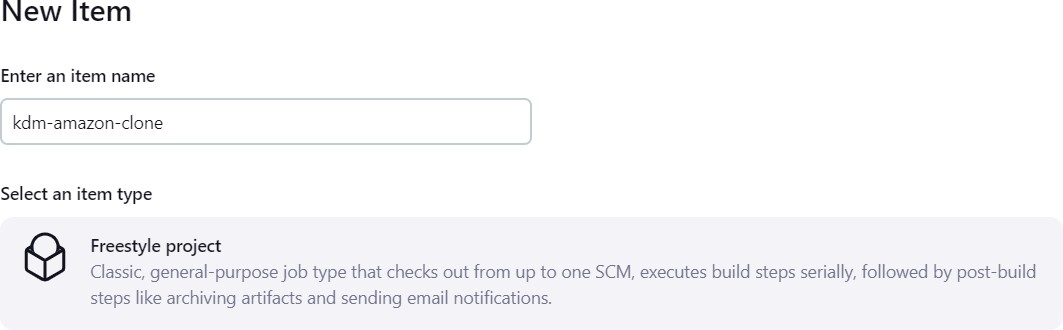 New Item
Enter an item name
kdm-amazon-clone
Select an item type
Freestyle project
Classic, general-purpose job type that checks out from up to one SCM, executes build steps serially, followed by post-build
steps like archiving artifacts and sending email notifications.